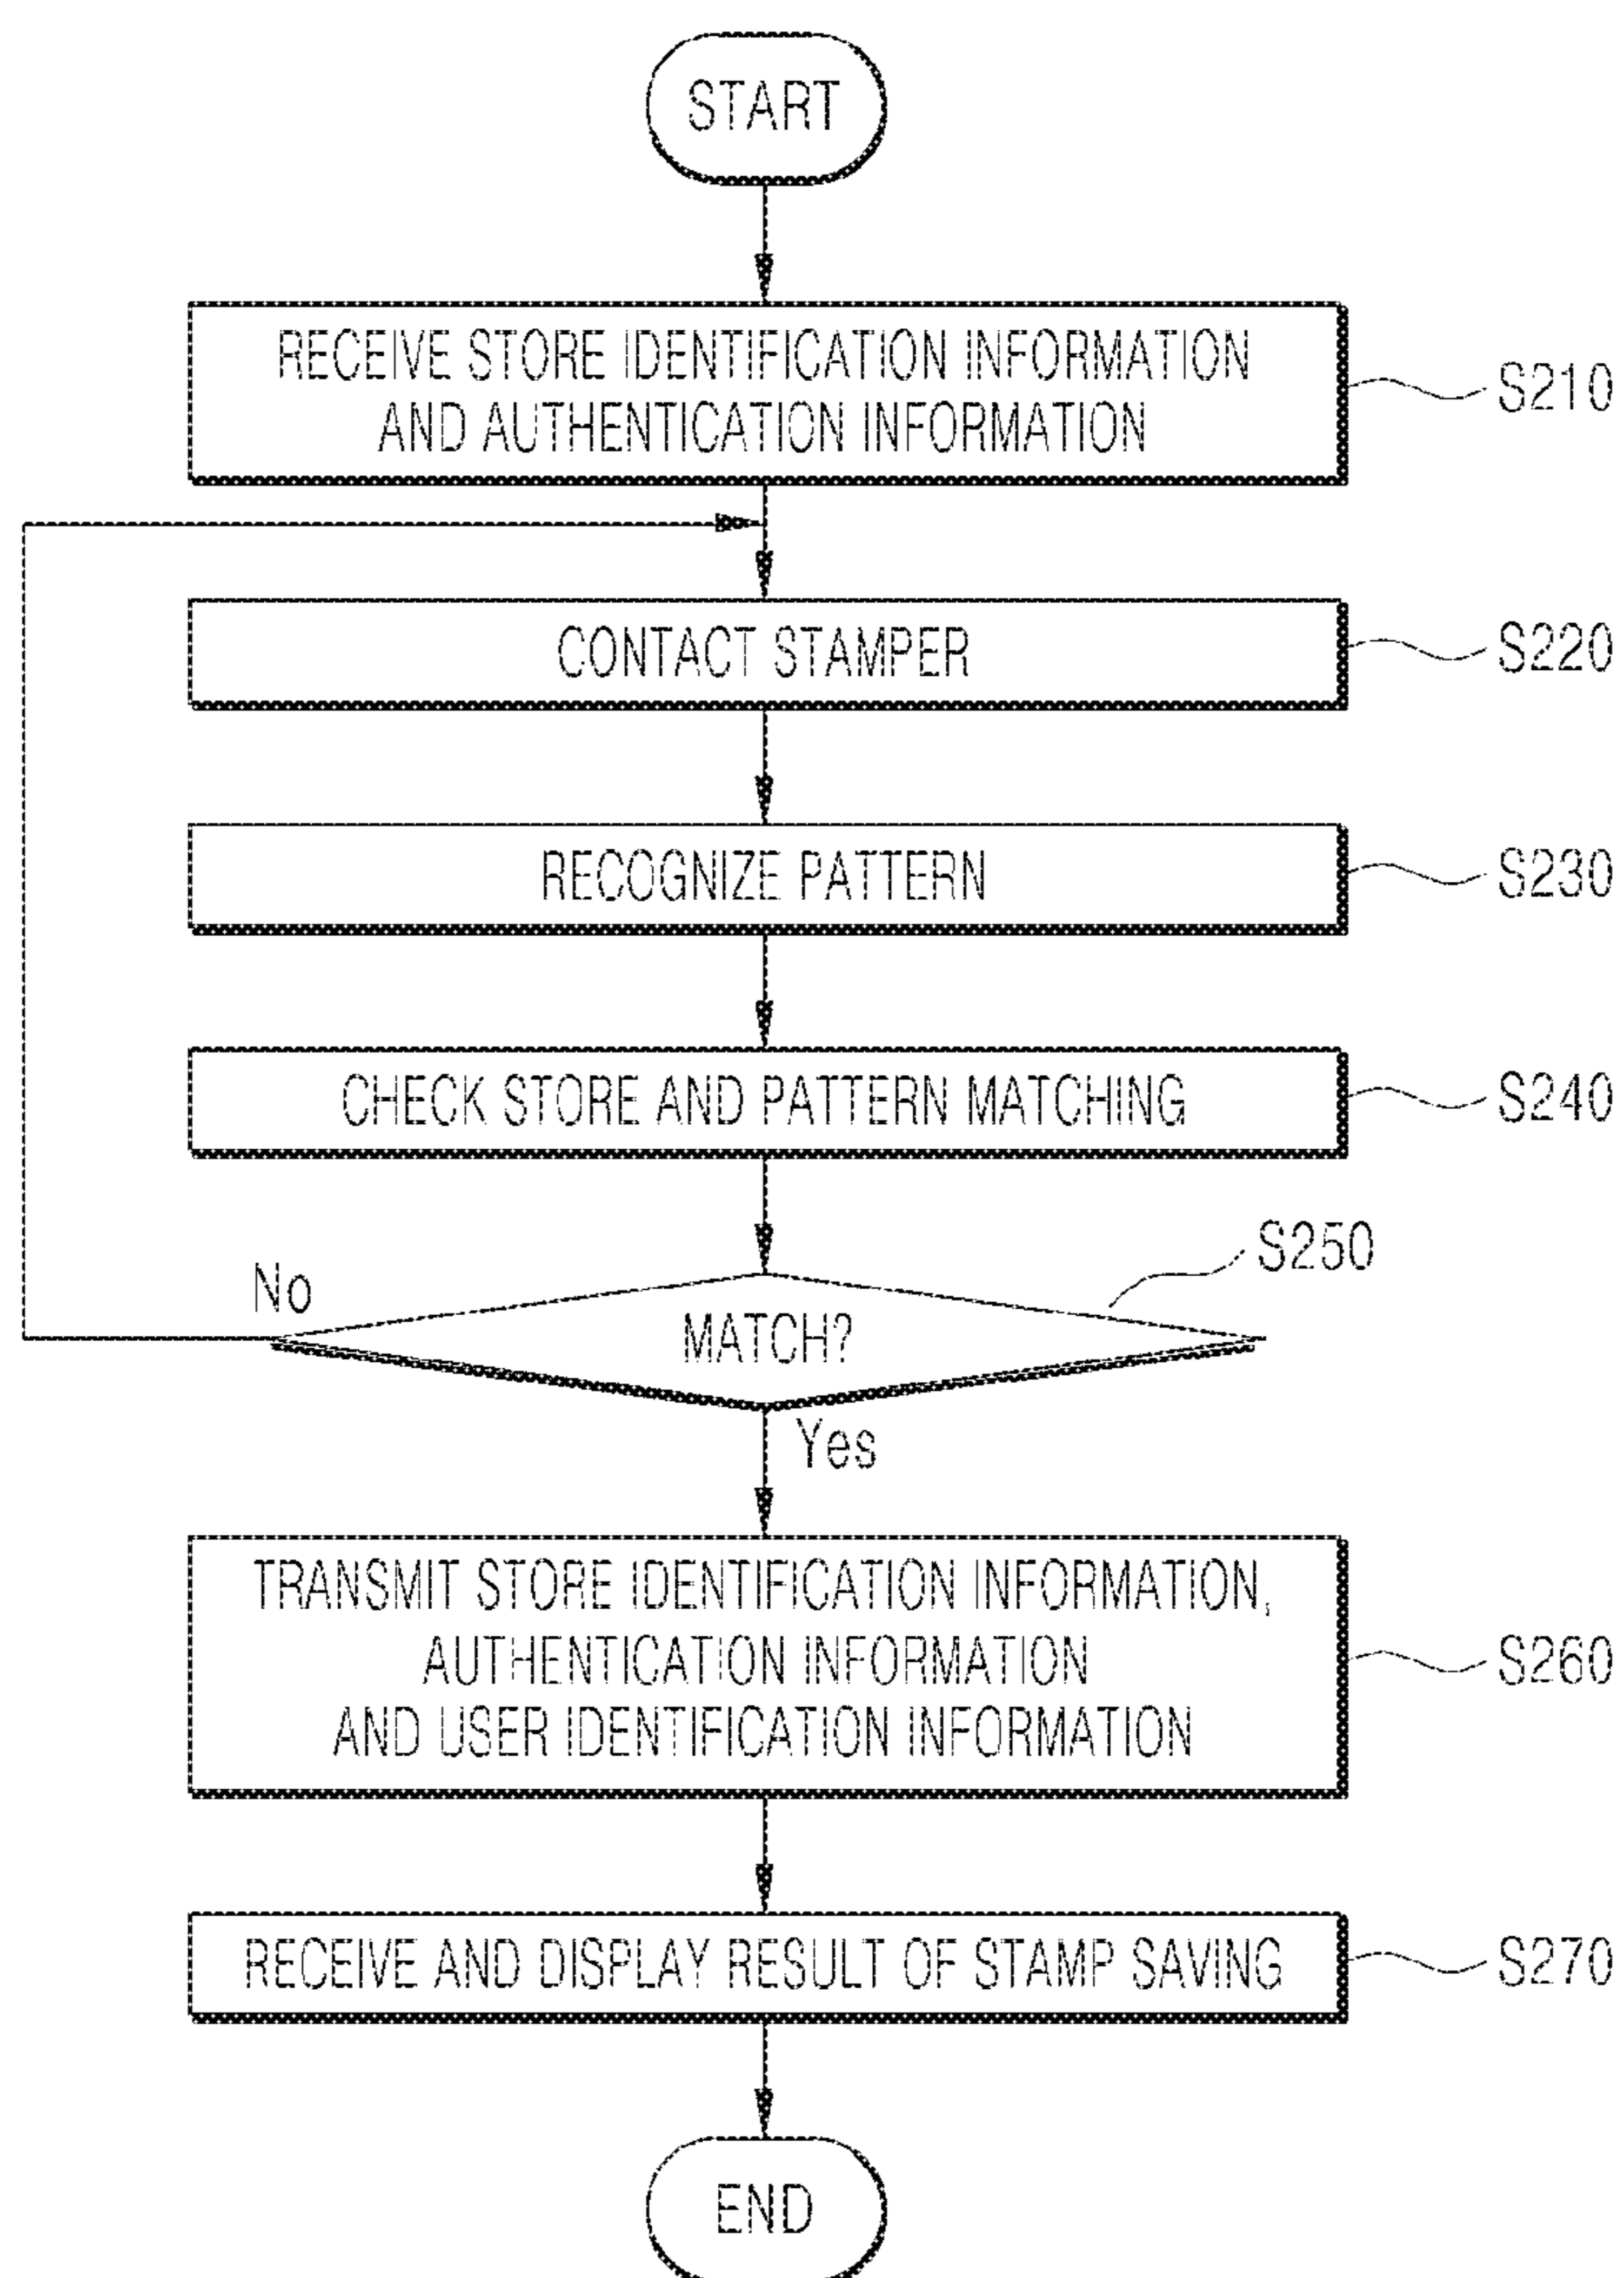 START
RECEIVE STORE IDENTIFICATION INFORMATION
AND AUTHENTICATION INFORMATION
S210
CONTACT STAMPER
S220
RECOGNIZE PATTERN
S230
CHECK STORE AND PATTERN MATCHING
S240
S250
No
MATCH?
Yes
TRANSMIT STORE IDENTIFICATION INFORMATION,
AUTHENTICATION INFORMATION
AND USER IDENTIFICATION INFORMATION
S260
RECEIVE AND DISPLAY RESULT OF STAMP SAVING
S270
END